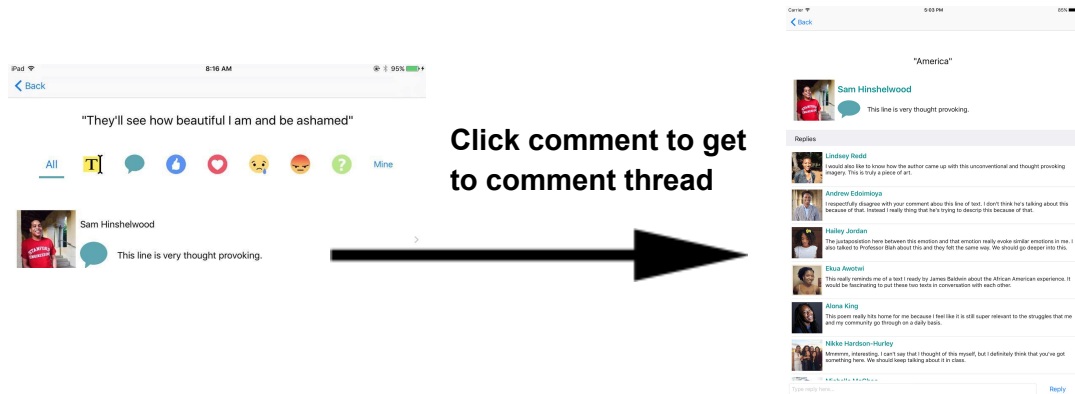 iPad
8:16 AM
95%
Back
"They'll see how beautiful I am and be ashamed"
All
T
?
Mine
Sam Hinshelwood
STANFORD
This line is very thought provoking.
Click comment to get
to comment thread
Carrier
5:03 PM
85%
Back
"America"
Sam Hinshelwood
This line is very thought provoking.
Replies
Lindsey Redd
I would also like to know how the author came up with this unconventional and thought provoking
imagery. This is truly a piece of art.
Andrew Edoimioya
I respectfully disagree with your comment abou this line of text. I don't think he's talking about this
because of that. Instead I really thing that he's trying to descrip this because of that.
Hailey Jordan
The juxtaposistion here between this emotion and that emotion really evoke similar emotions in me. I
also talked to Professor Blah about this and they felt the same way. We should go deeper into this.
Ekua Awotwi
This really reminds me of a text I ready by James Baldwin about the African American experience. It
would be fascinating to put these two texts in conversation with each other.
Alona King
This poem really hits home for me because I feel like it is still super relevant to the struggles that me
and my community go through on a daily basis.
Nikke Hardson-Hurley
Mmmmm, interesting. I can't say that I thought of this myself, but I definitely think that you've got
something here. We should keep talking about it in class.
Type reply here...
Reply